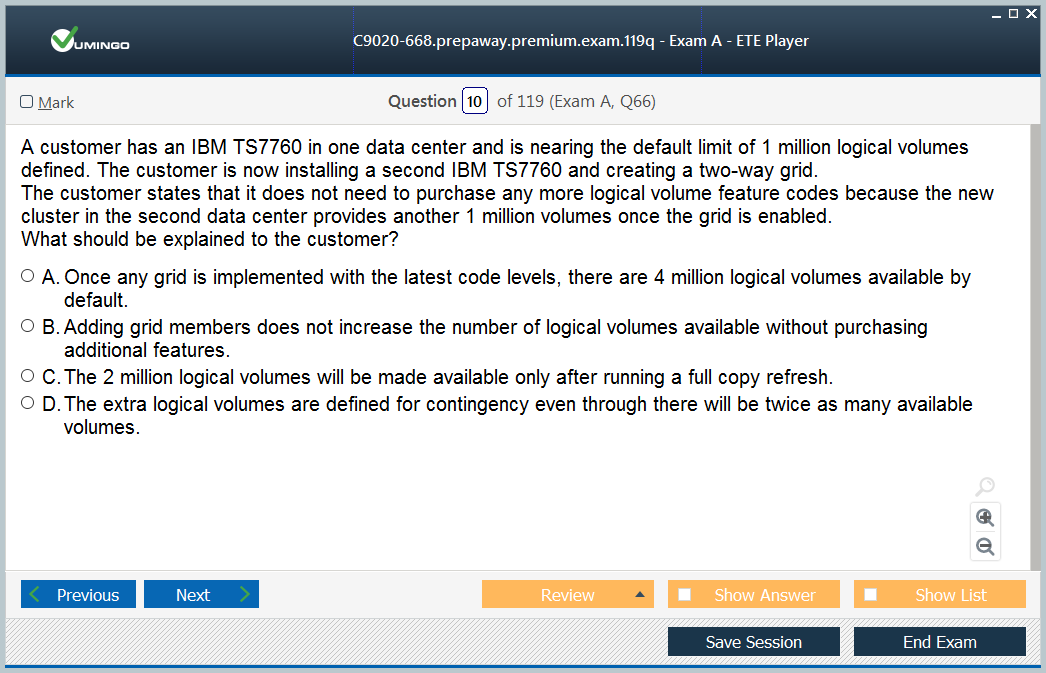 VUMINGO
C9020-668.prepaway.premium.exam.119q - Exam A - ETE Player
Mark
Question 10 of 119 (Exam A, Q66)
A customer has an IBM TS7760 in one data center and is nearing the default limit of 1 million logical volumes
defined. The customer is now installing a second IBM TS7760 and creating a two-way grid.
The customer states that it does not need to purchase any more logical volume feature codes because the new
cluster in the second data center provides another 1 million volumes once the grid is enabled.
What should be explained to the customer?
A. Once any grid is implemented with the latest code levels, there are 4 million logical volumes available by
default.
B. Adding grid members does not increase the number of logical volumes available without purchasing
additional features.
C. The 2 million logical volumes will be made available only after running a full copy refresh.
D. The extra logical volumes are defined for contingency even through there will be twice as many available
volumes.
Previous
Next
Review
Show Answer
Show List
Save Session
End Exam